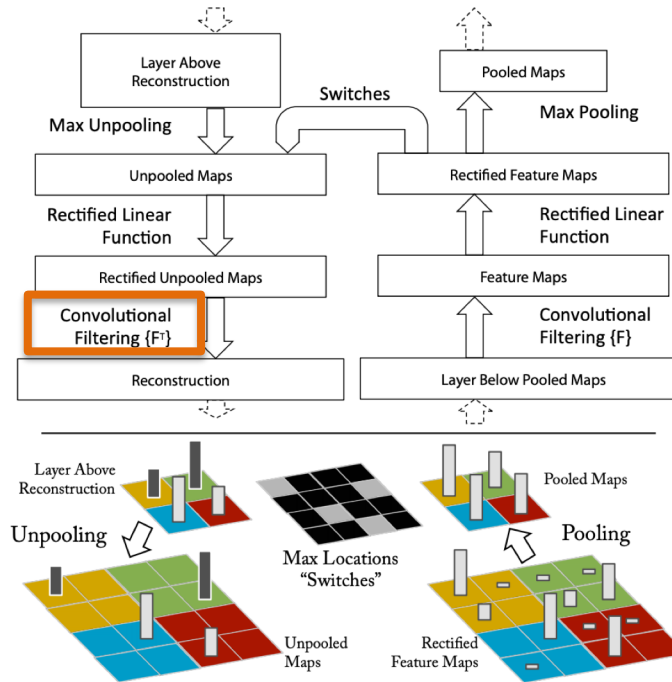 Layer Above
Reconstruction
Pooled Maps
Switches
Max Unpooling
Max Pooling
Unpooled Maps
Rectified Feature Maps
Rectified Linear
Function
Rectified Linear
Function
Rectified Unpooled Maps
Feature Maps
Convolutional
Filtering {Fᵀ}
Convolutional
Filtering {F}
Reconstruction
Layer Below Pooled Maps
Layer Above
Reconstruction
Pooled Maps
Unpooling
Max Locations
"Switches"
Pooling
Unpooled
Maps
Rectified
Feature Maps